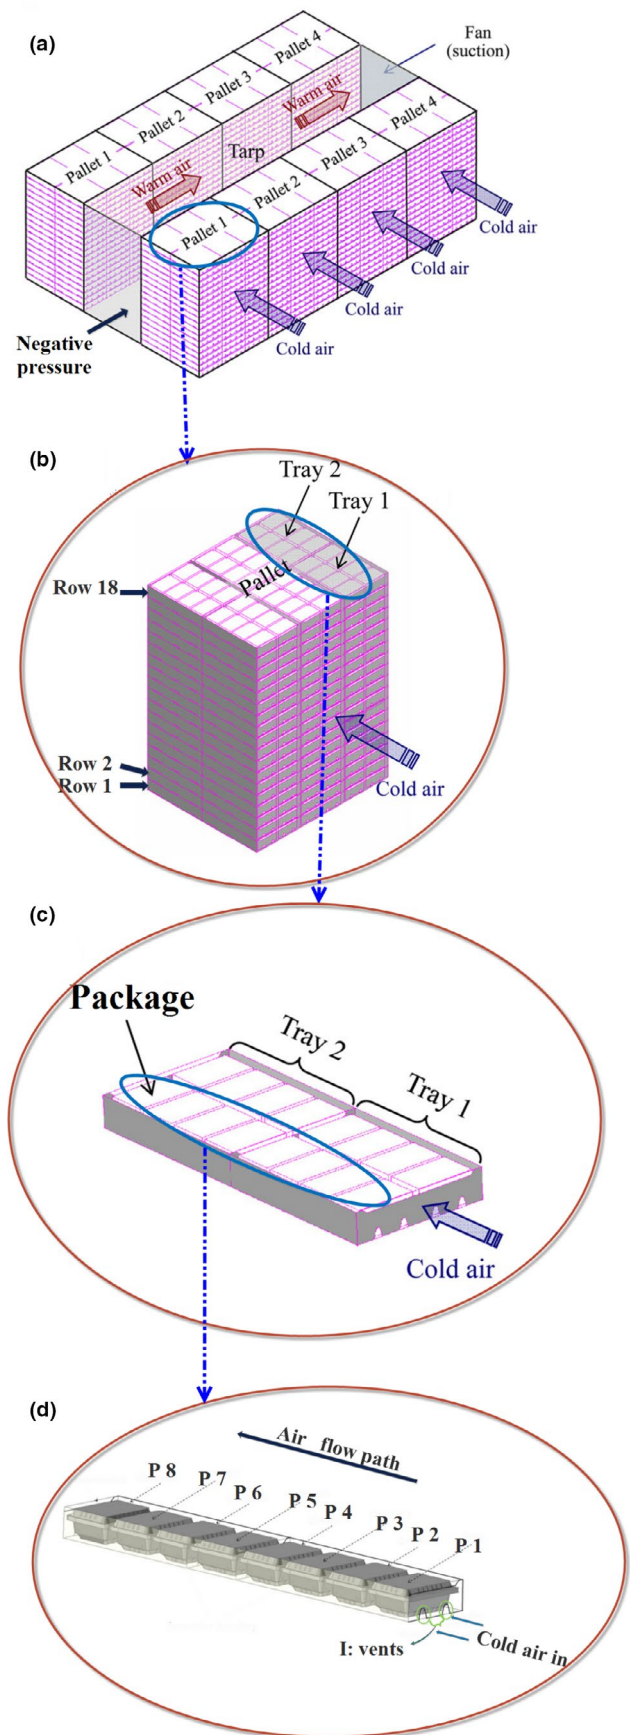 (a)
Fan
(suction)
Pallet 4
Pallet 3
Pallet 2
Pallet 1
Warm air
Warm air
Tarp
Pallet 4
Pallet 3
Pallet 2
Pallet 1
Cold air
Cold air
Cold air
Cold air
Negative
pressure
(b)
Tray 2
Tray 1
Pallet
Row 18
Row 2
Row 1
Cold air
(c)
Package
Tray 2
Tray 1
Cold air
(d)
Air flow path
P 8
P 7
P 6
P 5
P 4
P 3
P 2
P 1
I: vents
Cold air in